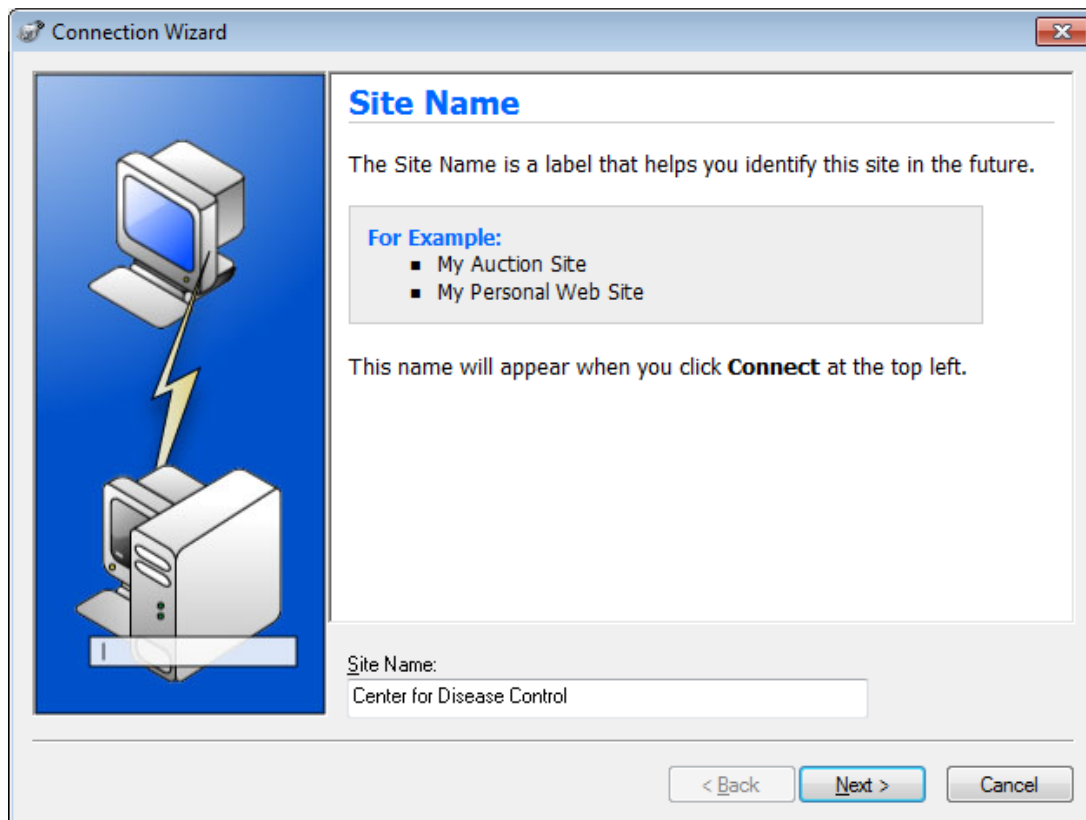 Connection Wizard
Site Name
The Site Name is a label that helps you identify this site in the future.
For Example:
My Auction Site
My Personal Web Site
This name will appear when you click Connect at the top left.
Site Name:
Center for Disease Control
< Back
Next >
Cancel